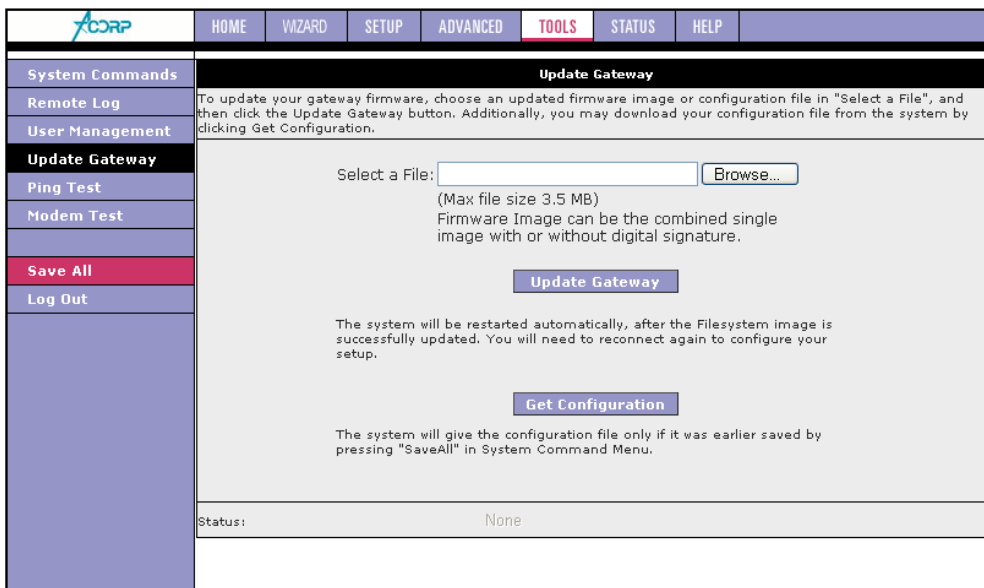 ACORP
HOME WIZARD SETUP ADVANCED TOOLS STATUS HELP
System Commands
Remote Log
User Management
Update Gateway
Ping Test
Modem Test
Save All
Log Out
Update Gateway
To update your gateway firmware, choose an updated firmware image or configuration file in "Select a File", and
then click the Update Gateway button. Additionally, you may download your configuration file from the system by
clicking Get Configuration.
Select a File: Browse...
(Max file size 3.5 MB)
Firmware Image can be the combined single
image with or without digital signature.
Update Gateway
The system will be restarted automatically, after the Filesystem image is
successfully updated. You will need to reconnect again to configure your
setup.
Get Configuration
The system will give the configuration file only if it was earlier saved by
pressing "SaveAll" in System Command Menu.
Status: None